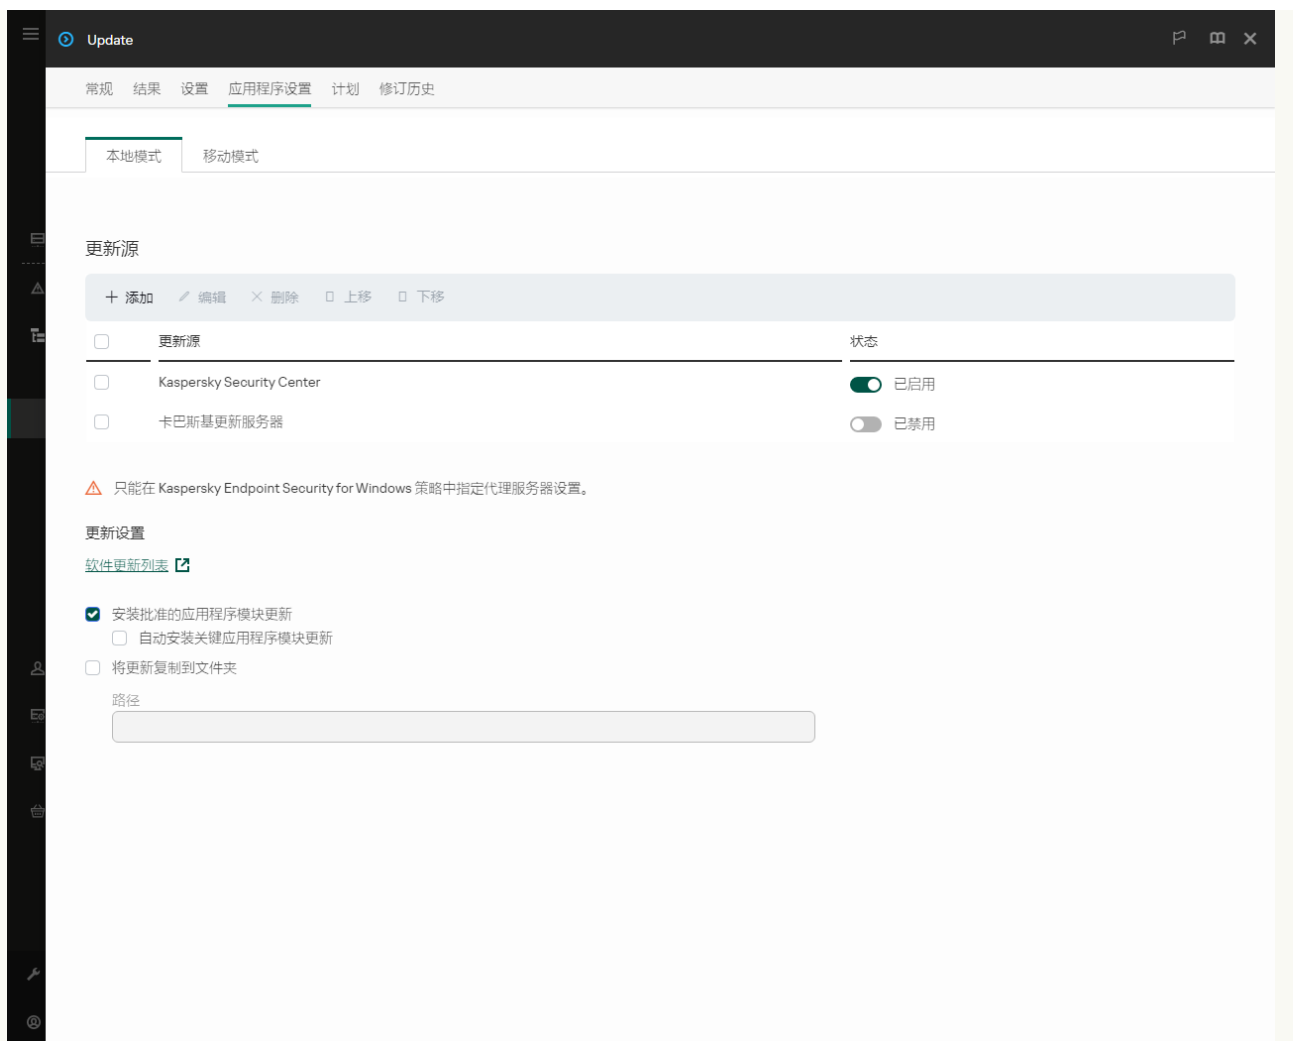 Update
常规 结果 设置 应用程序设置 计划 修订历史
本地模式 移动模式
更新源
添加 编辑 删除 上移 下移
更新源 状态
Kaspersky Security Center 已启用
卡巴斯基更新服务器 已禁用
只能在 Kaspersky Endpoint Security for Windows 策略中指定代理服务器设置。
更新设置
软件更新列表
安装批准的应用程序模块更新
自动安装关键应用程序模块更新
将更新复制到文件夹
路径